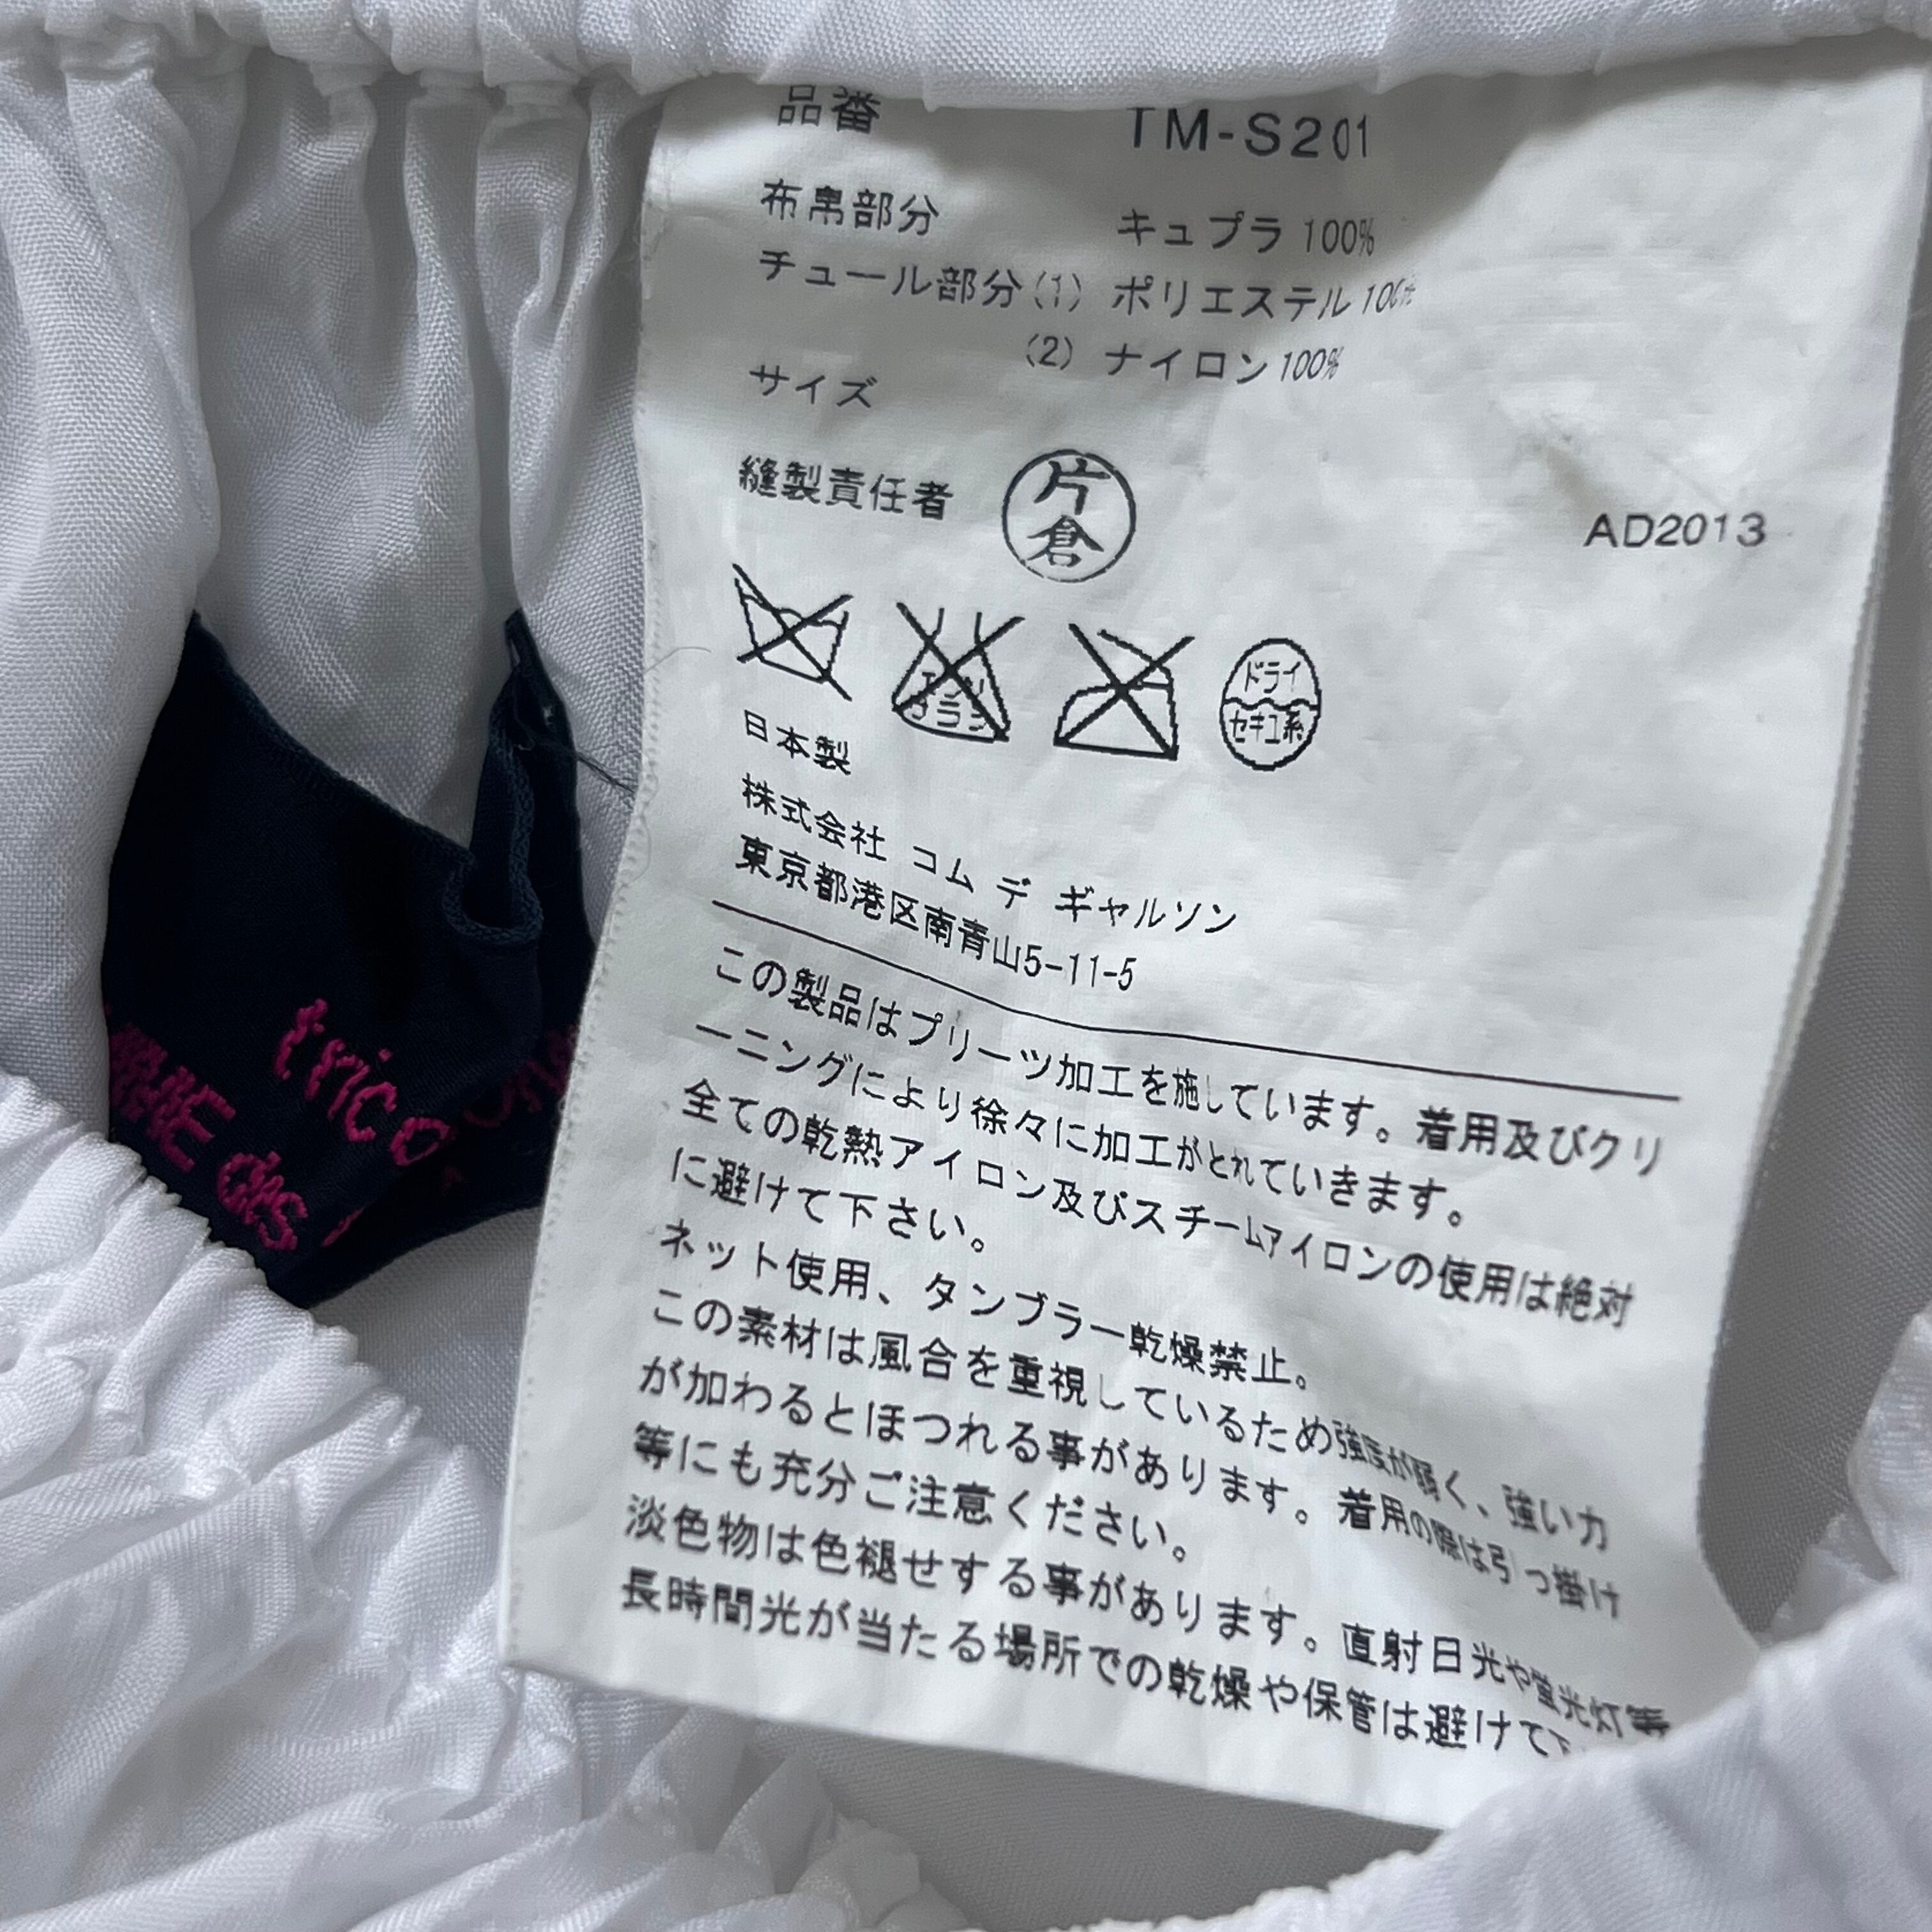 品番 TM-S201
布帛部分 キュプラ 100%
チュール部分(1) ポリエステル
(2) ナイロン100%
サイズ
縫製責任者 片倉
AD2013
ドライ
セキユ系
日本製
株式会社 コム デ ギャルソン
東京都港区南青山5-11-5
この製品はプリーツ加工を施しています。着用及びクリ
ーニングにより徐々に加工がとれていきます。
全ての乾熱アイロン及びスチームアイロンの使用は絶対
に避けて下さい。
ネット使用、タンブラー乾燥禁止。
この素材は風合を重視しているため強度が弱く、強い力
が加わるとほつれる事があります。着用の際は引っ掛け
等にも充分ご注意ください。
淡色物は色褪せする事があります。直射日光や蛍光灯等
長時間光が当たる場所での乾燥や保管は避けて
trico
des